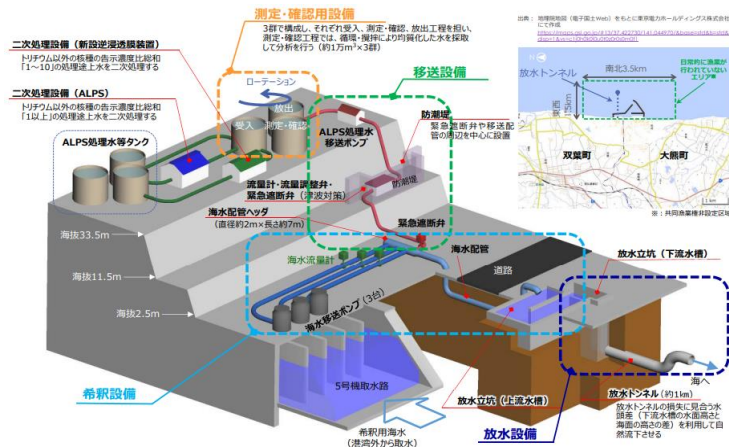 測定・確認用設備
3群で構成し、それぞれ受入、測定・確認、放出工程を担い、
測定・確認工程では、循環・攪拌により均質化した水を採取
して分析を行う（約1万m³×3群）
二次処理設備（新設逆浸透膜装置）
トリチウム以外の核種の告示濃度比総和
「1～10」の処理途上水を二次処理する
二次処理設備（ALPS）
トリチウム以外の核種の告示濃度比総和
「1以上」の処理途上水を二次処理する
ALPS処理水等タンク
ローテーション
受入
測定・確認
放出
移送設備
ALPS処理水
移送ポンプ
防潮堤
緊急遮断弁や移送配
管の周辺を中心に設置
防潮堤
流量計・流量調整弁・
緊急遮断弁（津波対策）
海水配管ヘッダ
（直径約2m×長さ約7m）
緊急遮断弁
海水流量計
海水配管
道路
海抜33.5m
海抜11.5m
海抜2.5m
海水移送ポンプ（3台）
5号機取水路
希釈設備
希釈用海水
（港湾外から取水）
放水立坑（上流水槽）
放水立坑（下流水槽）
放水設備
海へ
放水トンネル（約1km）
放水トンネルの損失に見合う水
頭差（下流水槽の水面高さと
海面の高さの差）を利用して自
然流下させる
出典：地理院地図（電子国土Web）をもとに東京電力ホールディングス株式会社
にて作成
放水トンネル
南北3.5km
日常的に漁業が
行われていない
エリア※
双葉町
大熊町
1 km
※：共同漁業権非設定区域